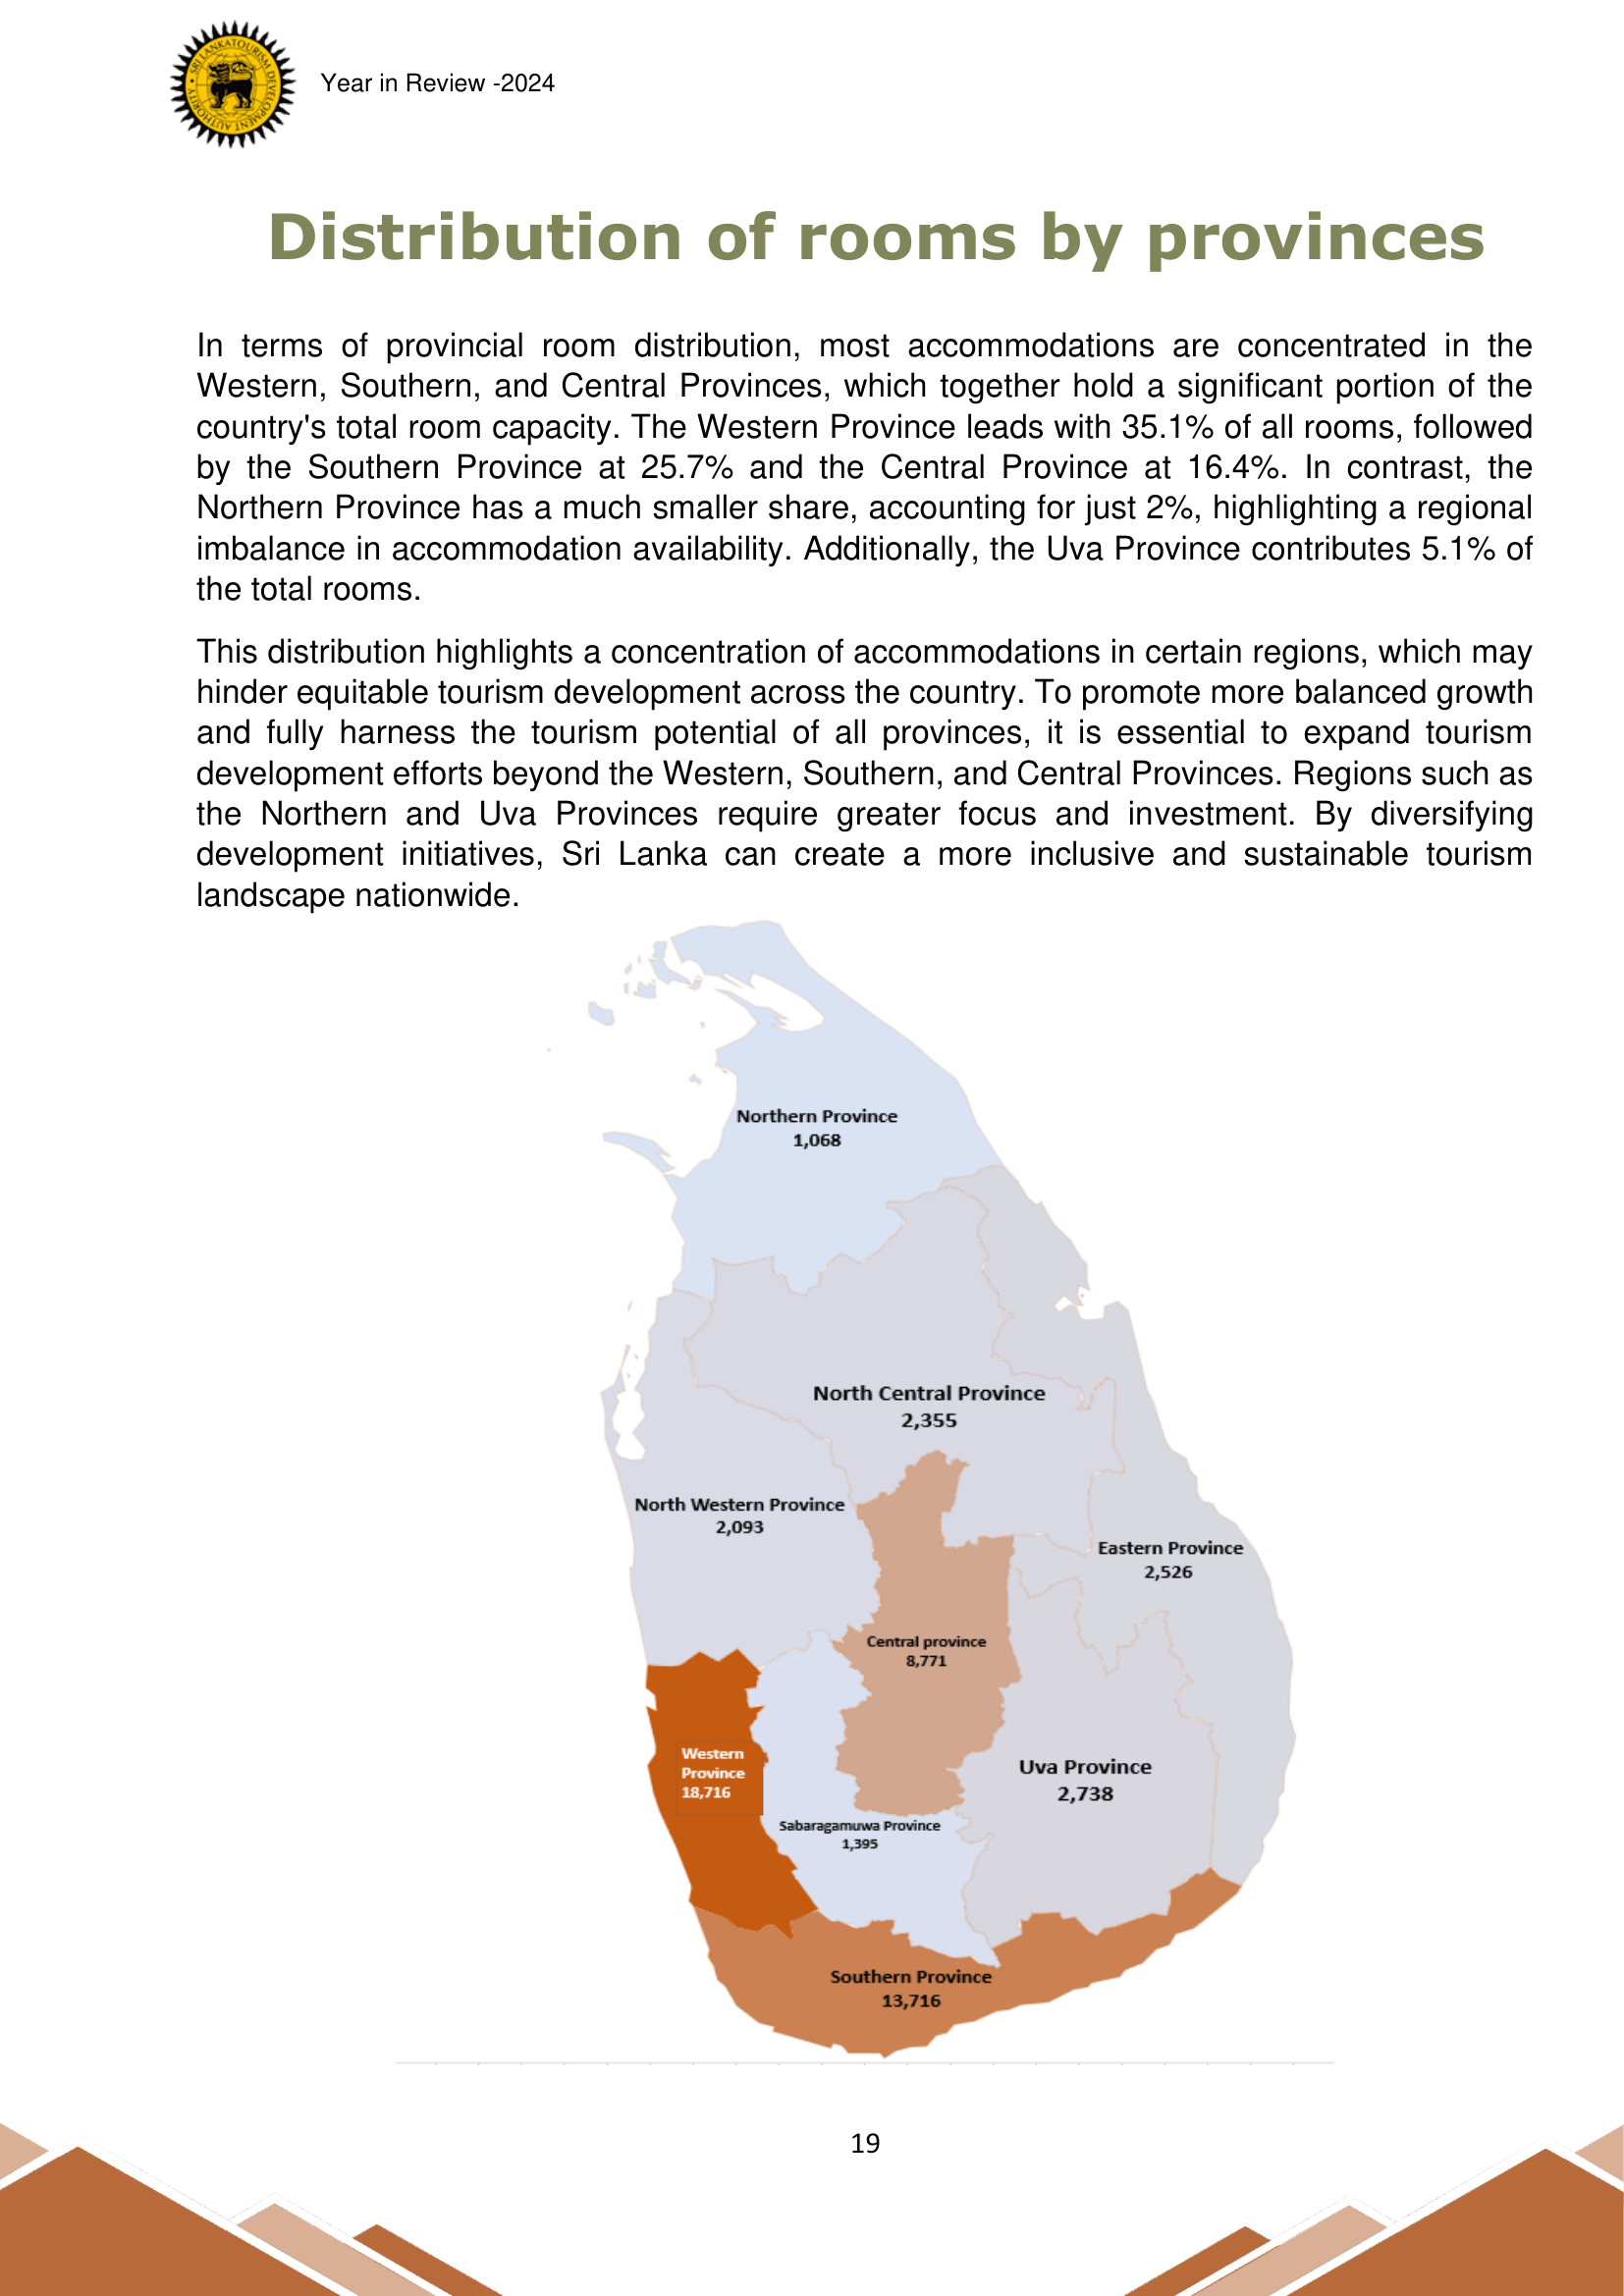 SRI LANKA TOURISM DEVELOPMENT AUTHORITY
Year in Review -2024
Distribution of rooms by provinces
In terms of provincial room distribution, most accommodations are concentrated in the
Western, Southern, and Central Provinces, which together hold a significant portion of the
country's total room capacity. The Western Province leads with 35.1% of all rooms, followed
by the Southern Province at 25.7% and the Central Province at 16.4%. In contrast, the
Northern Province has a much smaller share, accounting for just 2%, highlighting a regional
imbalance in accommodation availability. Additionally, the Uva Province contributes 5.1% of
the total rooms.
This distribution highlights a concentration of accommodations in certain regions, which may
hinder equitable tourism development across the country. To promote more balanced growth
and fully harness the tourism potential of all provinces, it is essential to expand tourism
development efforts beyond the Western, Southern, and Central Provinces. Regions such as
the Northern and Uva Provinces require greater focus and investment. By diversifying
development initiatives, Sri Lanka can create a more inclusive and sustainable tourism
landscape nationwide.
Northern Province
1,068
North Central Province
2,355
North Western Province
2,093
Eastern Province
2,526
Central province
8,771
Western
Province
18,716
Uva Province
2,738
Sabaragamuwa Province
1,395
Southern Province
13,716
19